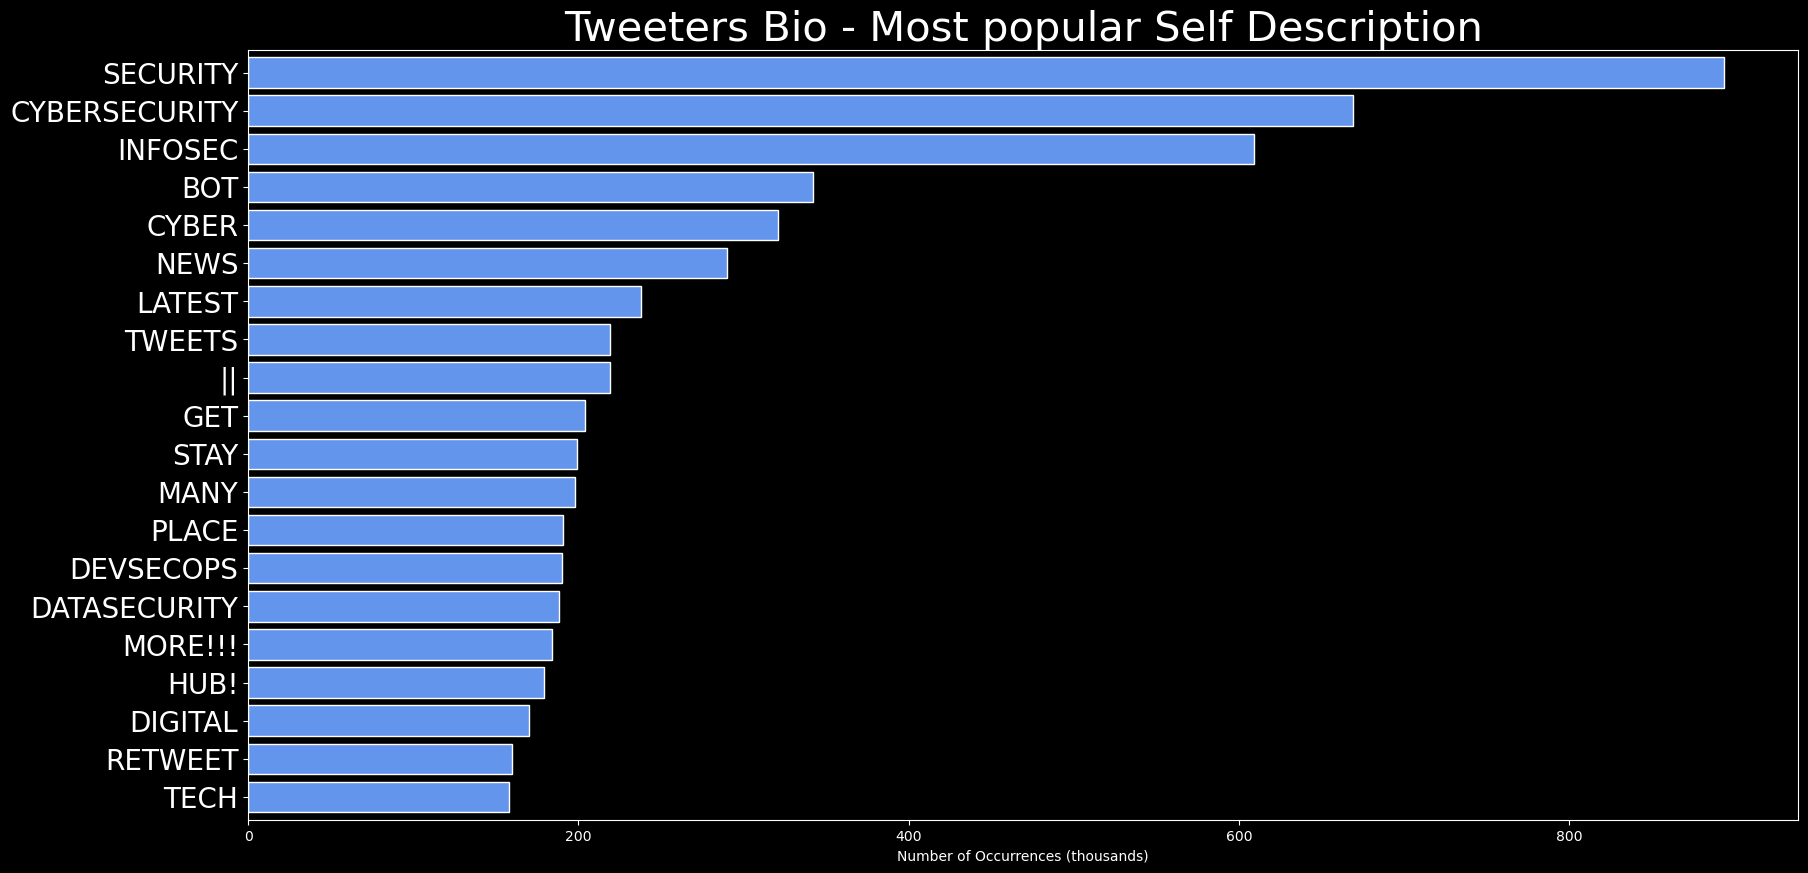 Tweeters Bio - Most popular Self Description
SECURITY
CYBERSECURITY
INFOSEC
BOT
CYBER
NEWS
LATEST
TWEETS
||
GET
STAY
MANY
PLACE
DEVSECOPS
DATASECURITY
MORE!!!
HUB!
DIGITAL
RETWEET
TECH
0 200 400 600 800
Number of Occurrences (thousands)